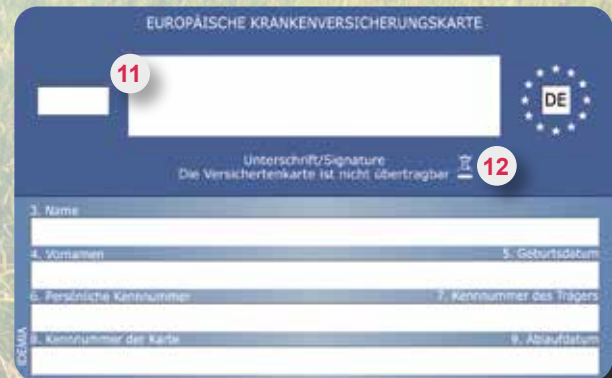 EUROPÄISCHE KRANKENVERSICHERUNGSKARTE
11
DE
Unterschrift/Signature
Die Versichertenkarte ist nicht übertragbar
12
3. Name
4. Vornamen 5. Geburtsdatum
6. Persönliche Kennnummer 7. Kennnummer des Trägers
8. Kennnummer der Karte 9. Ablaufdatum
IDEMIA